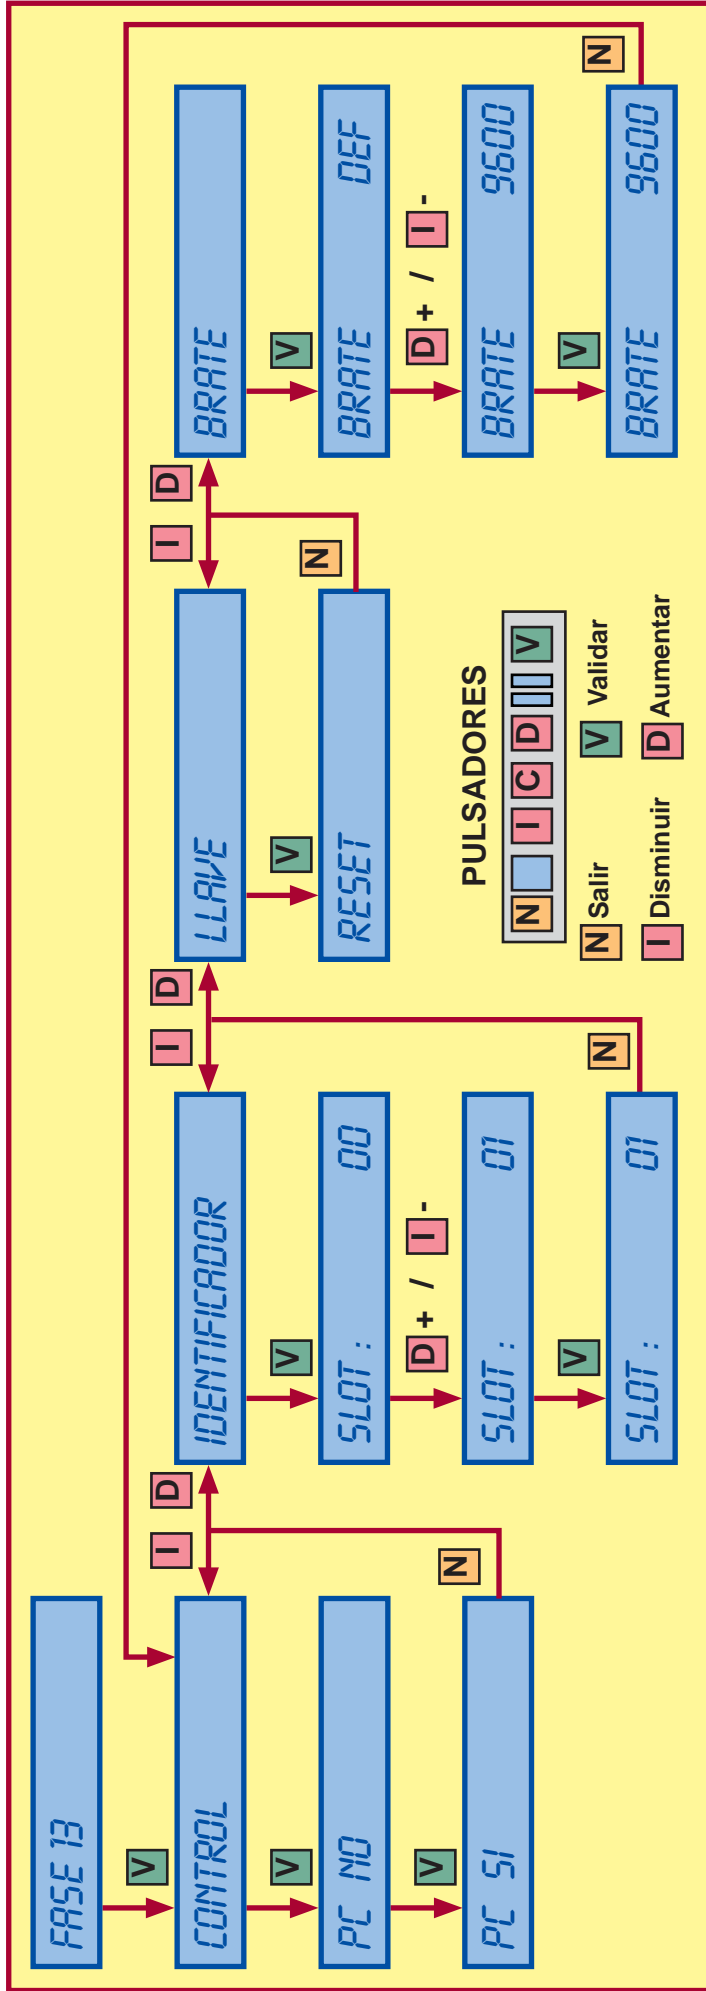 FASE 13
V
CONTROL
V
PC NO
V
PC SI
N
I D
IDENTIFICADOR
V
SLOT : 00
D + / I -
SLOT : 01
V
SLOT : 01
N
I D
LLAVE
V
RESET
N
I D
BRATE
V
BRATE DEF
D + / I -
BRATE 9600
V
BRATE 9600
N
PULSADORES
N I C D V
N Salir V Validar
I Disminuir D Aumentar